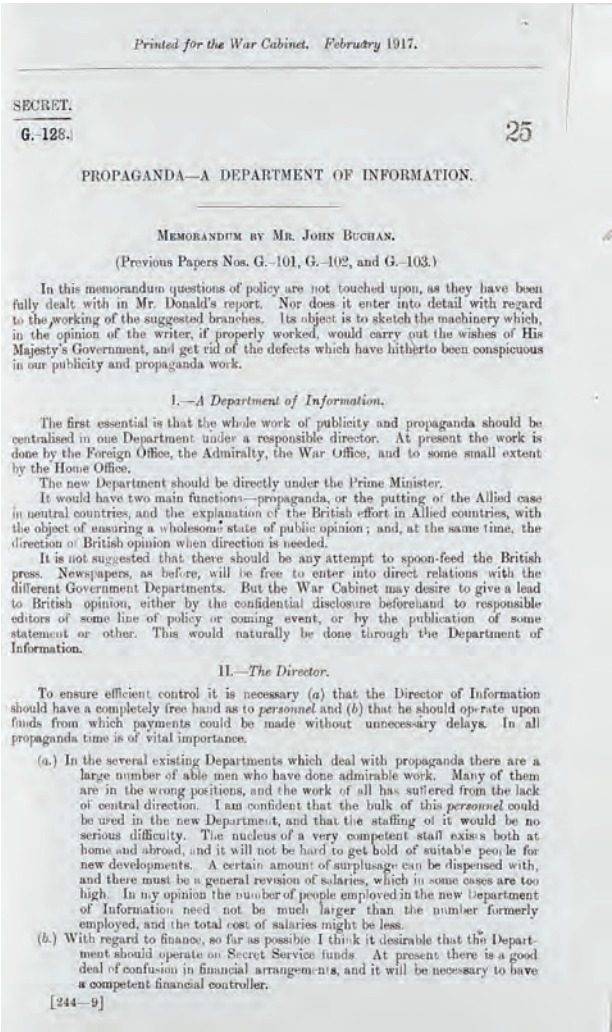 Printed for the War Cabinet. February 1917.
SECRET.
G.-128.
25
PROPAGANDA—A DEPARTMENT OF INFORMATION.
MEMORANDUM BY MR. JOHN BUCHAN.
(Previous Papers Nos. G.-101, G.-102, and G.-103.)
In this memorandum questions of policy are not touched upon, as they have been
fully dealt with in Mr. Donald's report. Nor does it enter into detail with regard
to the working of the suggested branches. Its object is to sketch the machinery which,
in the opinion of the writer, if properly worked, would carry out the wishes of His
Majesty's Government, and get rid of the defects which have hitherto been conspicuous
in our publicity and propaganda work.
I.—A Department of Information.
The first essential is that the whole work of publicity and propaganda should be
centralised in one Department under a responsible director. At present the work is
done by the Foreign Office, the Admiralty, the War Office, and to some small extent
by the Home Office.
The new Department should be directly under the Prime Minister.
It would have two main functions—propaganda, or the putting of the Allied case
in neutral countries, and the explanation of the British effort in Allied countries, with
the object of ensuring a wholesome state of public opinion; and, at the same time, the
direction of British opinion when direction is needed.
It is not suggested that there should be any attempt to spoon-feed the British
press. Newspapers, as before, will be free to enter into direct relations with the
different Government Departments. But the War Cabinet may desire to give a lead
to British opinion, either by the confidential disclosure beforehand to responsible
editors of some line of policy or coming event, or by the publication of some
statement or other. This would naturally be done through the Department of
Information.
II.—The Director.
To ensure efficient control it is necessary (a) that the Director of Information
should have a completely free hand as to personnel and (b) that he should operate upon
funds from which payments could be made without unnecessary delays. In all
propaganda time is of vital importance.
(a.) In the several existing Departments which deal with propaganda there are a
large number of able men who have done admirable work. Many of them
are in the wrong positions, and the work of all has suffered from the lack
of central direction. I am confident that the bulk of this personnel could
be used in the new Department, and that the staffing of it would be no
serious difficulty. The nucleus of a very competent staff exists both at
home and abroad, and it will not be hard to get hold of suitable people for
new developments. A certain amount of surplusage can be dispensed with,
and there must be a general revision of salaries, which in some cases are too
high. In my opinion the number of people employed in the new Department
of Information need not be much larger than the number formerly
employed, and the total cost of salaries might be less.
(b.) With regard to finance, so far as possible I think it desirable that the Depart-
ment should operate on Secret Service funds. At present there is a good
deal of confusion in financial arrangements, and it will be necessary to have
a competent financial controller.
[244—9]